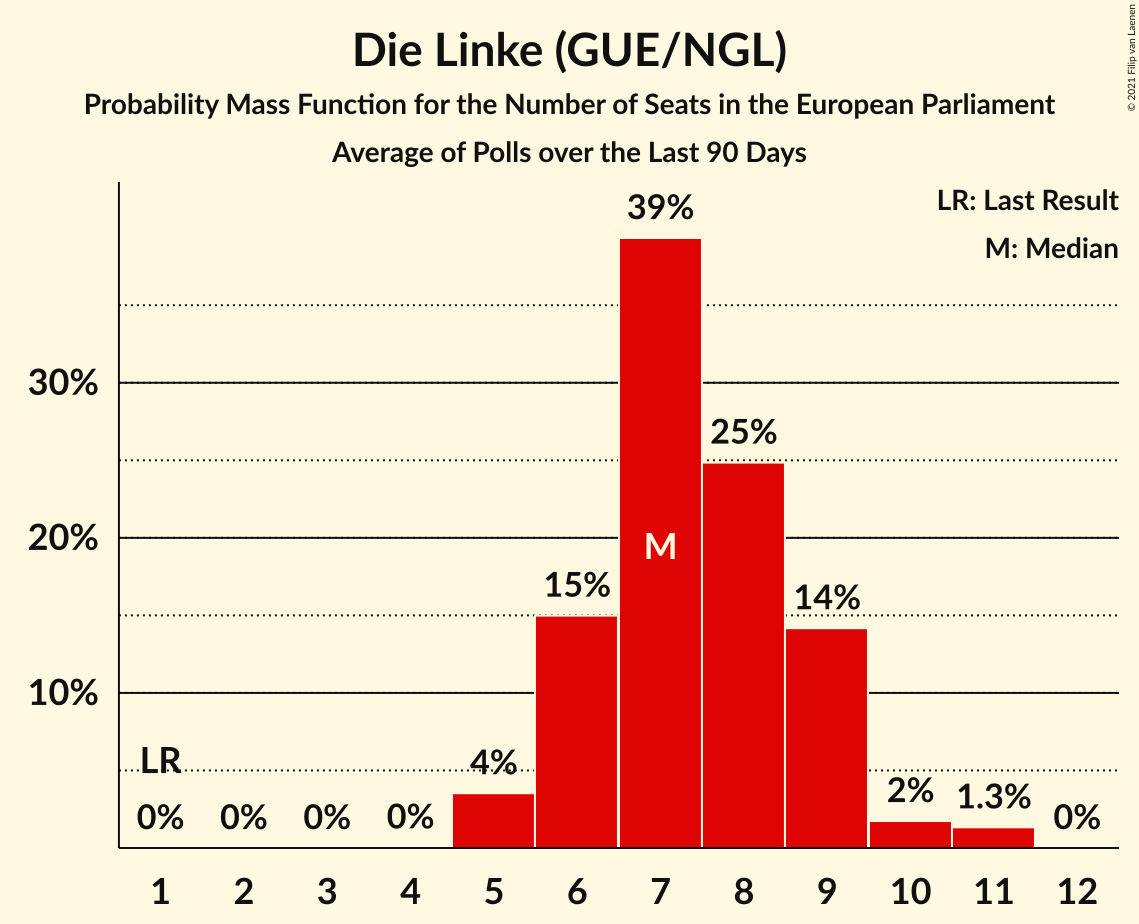 Die Linke (GUE/NGL)
Probability Mass Function for the Number of Seats in the European Parliament
Average of Polls over the Last 90 Days
© 2021 Filip van Laenen
LR: Last Result
M: Median
39%
30%
25%
20%
M
15%
14%
10%
LR
4%
2%
1.3%
0%
0%
0%
0%
0%
1 2 3 4 5 6 7 8 9 10 11 12